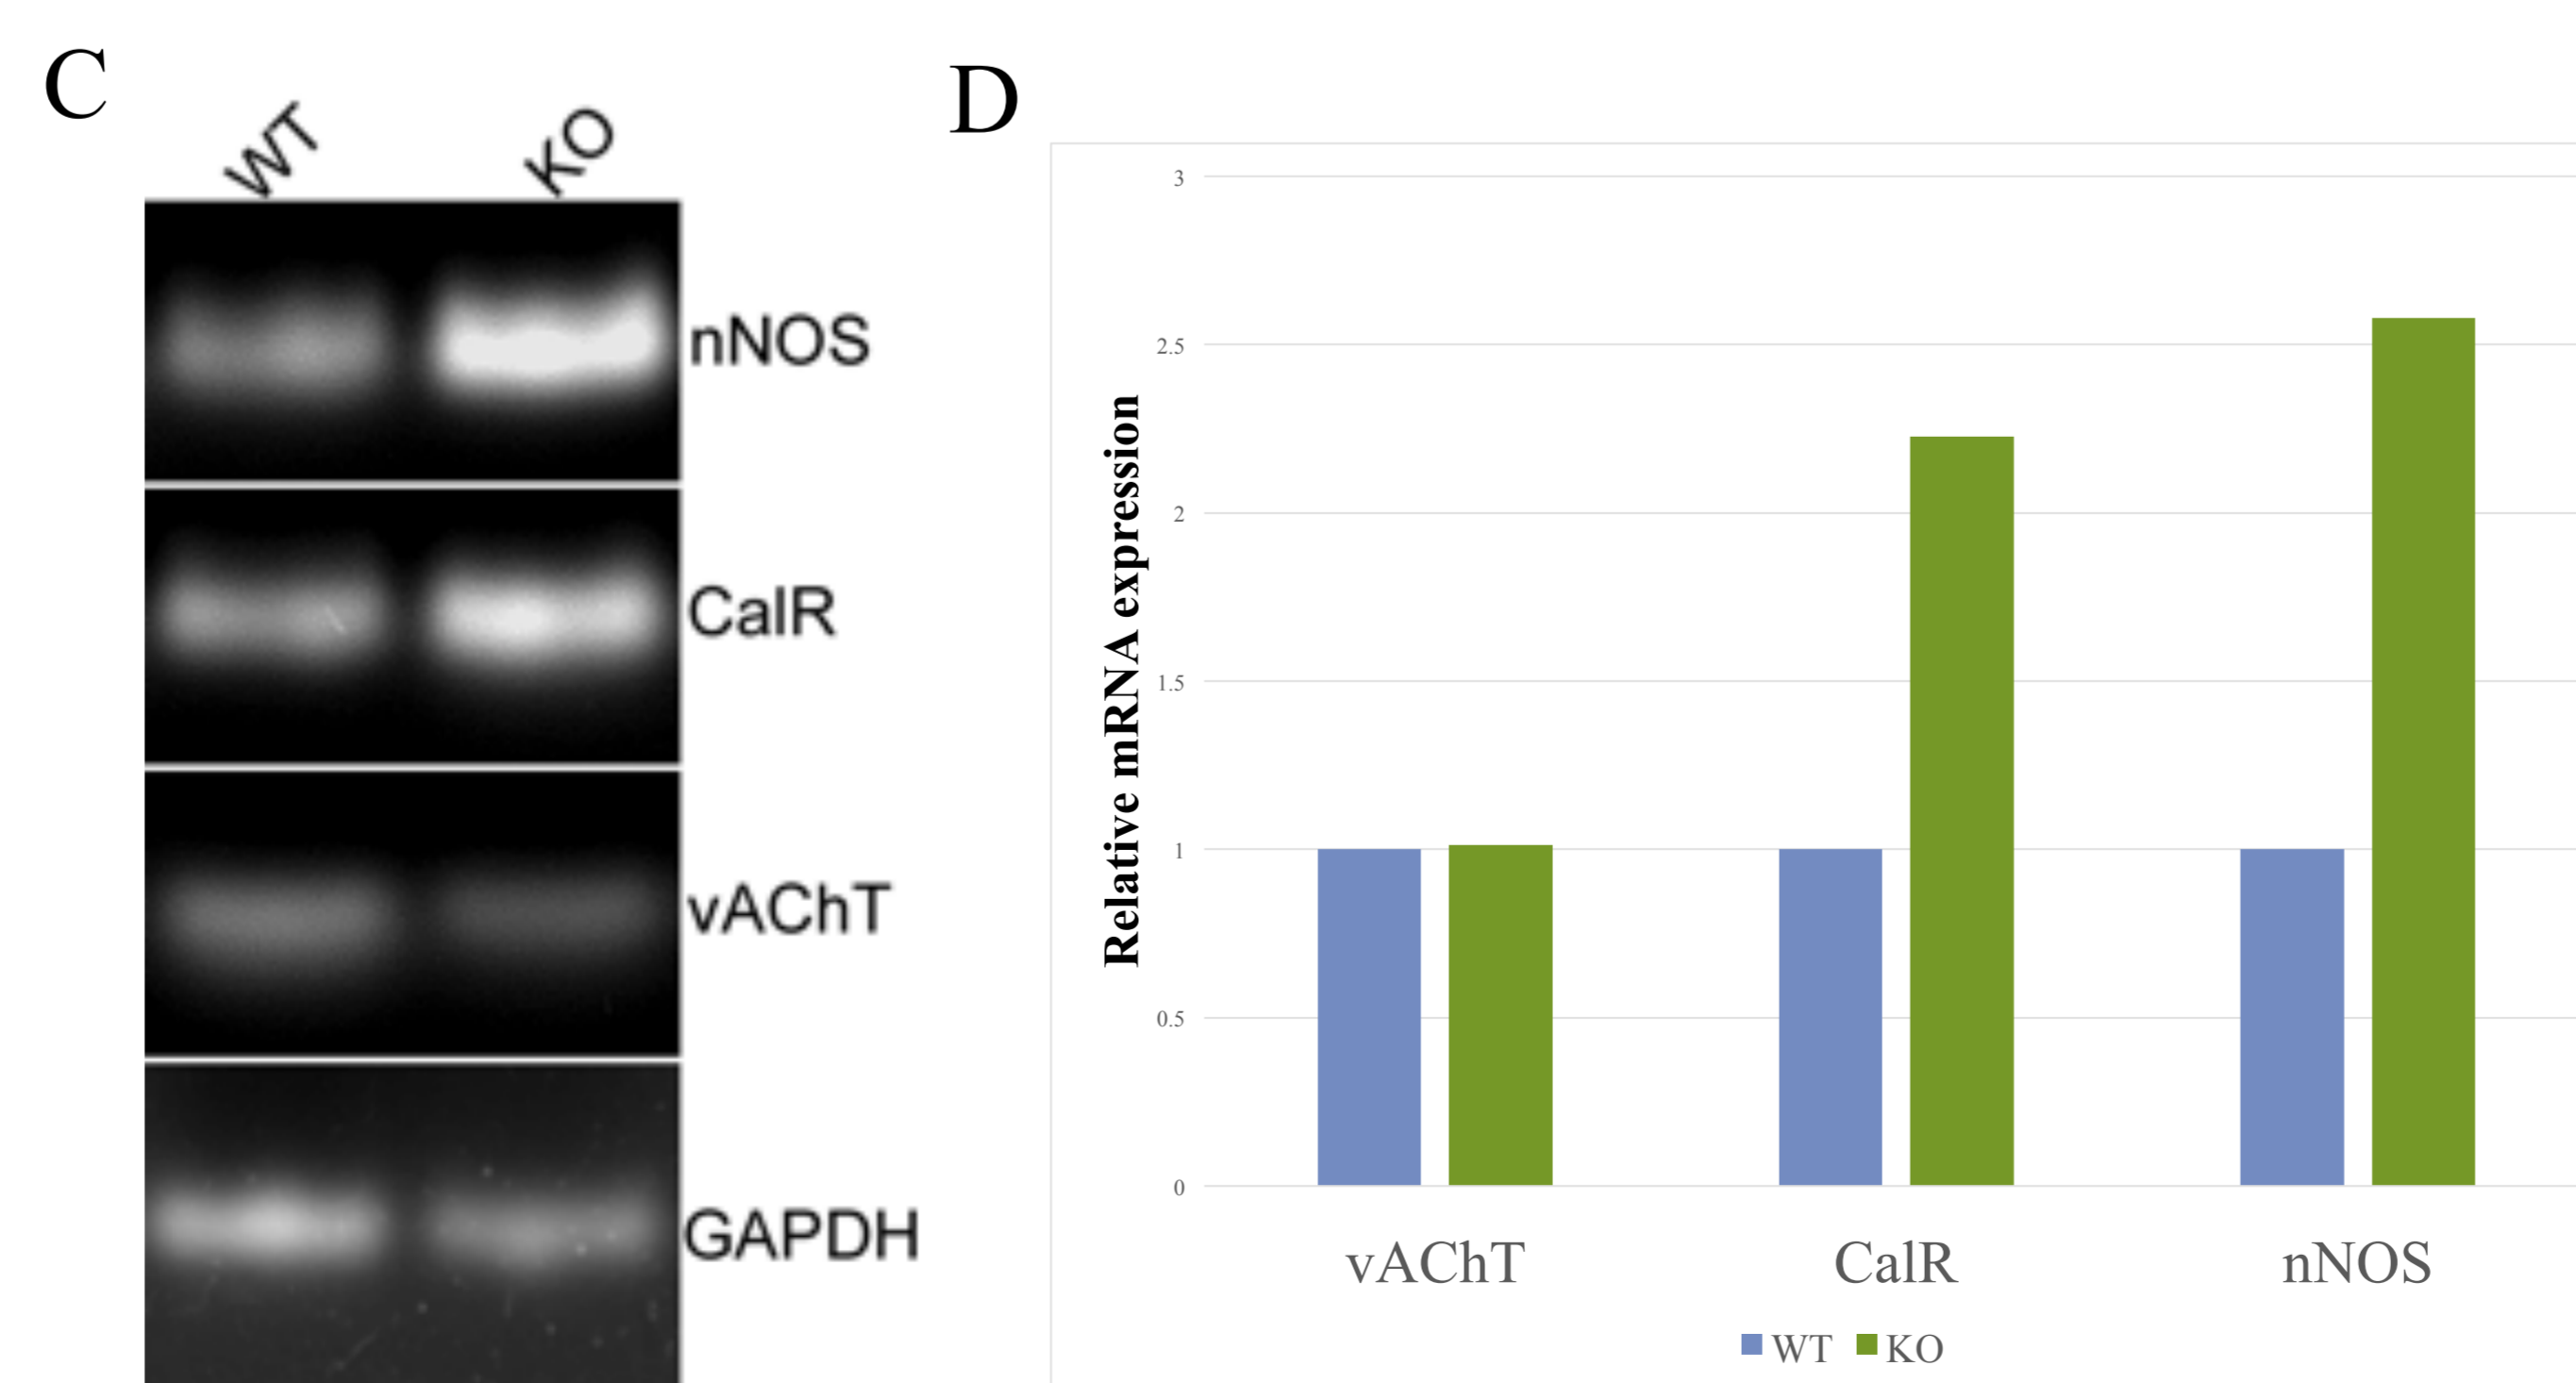 C
WT KO
nNOS
CalR
vAChT
GAPDH
D
Relative mRNA expression
3
2.5
2
1.5
1
0.5
0
vAChT CalR nNOS
WT KO